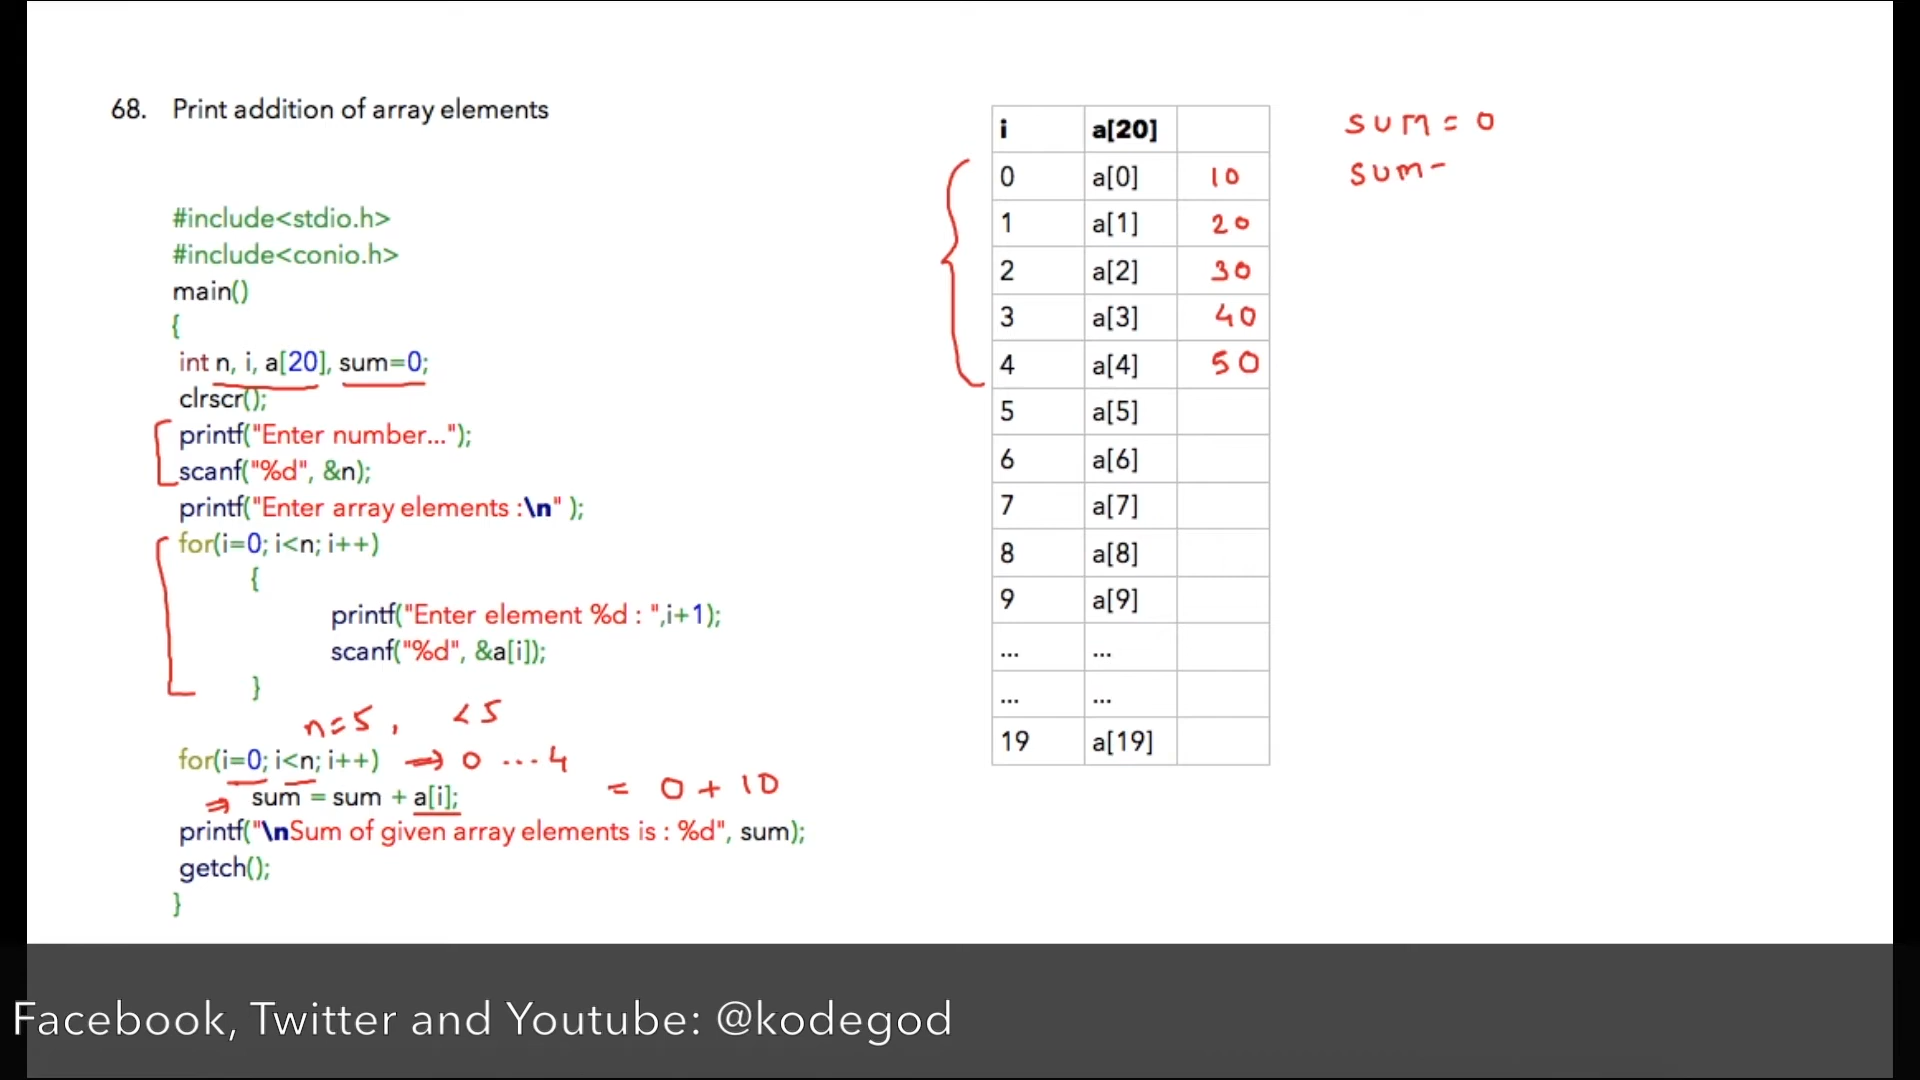 68. Print addition of array elements
#include<stdio.h>
#include<conio.h>
main()
{
int n, i, a[20], sum=0;
clrscr();
printf("Enter number...");
scanf("%d", &n);
printf("Enter array elements :\n" );
for(i=0; i<n; i++)
{
printf("Enter element %d : ",i+1);
scanf("%d", &a[i]);
}
n=5, <5
for(i=0; i<n; i++) ⇒ 0 ...4
⇒ sum = sum + a[i]; = 0 + 10
printf("\nSum of given array elements is : %d", sum);
getch();
}
i a[20]
0 a[0] 10
1 a[1] 20
2 a[2] 30
3 a[3] 40
4 a[4] 50
5 a[5]
6 a[6]
7 a[7]
8 a[8]
9 a[9]
... ...
... ...
19 a[19]
sum = 0
sum-
Facebook, Twitter and Youtube: @kodegod